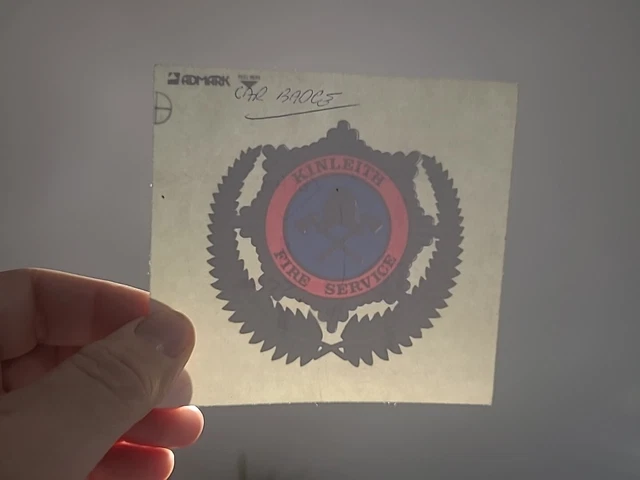 ADMARK
CAR BADGE
KINLEITH
FIRE SERVICE